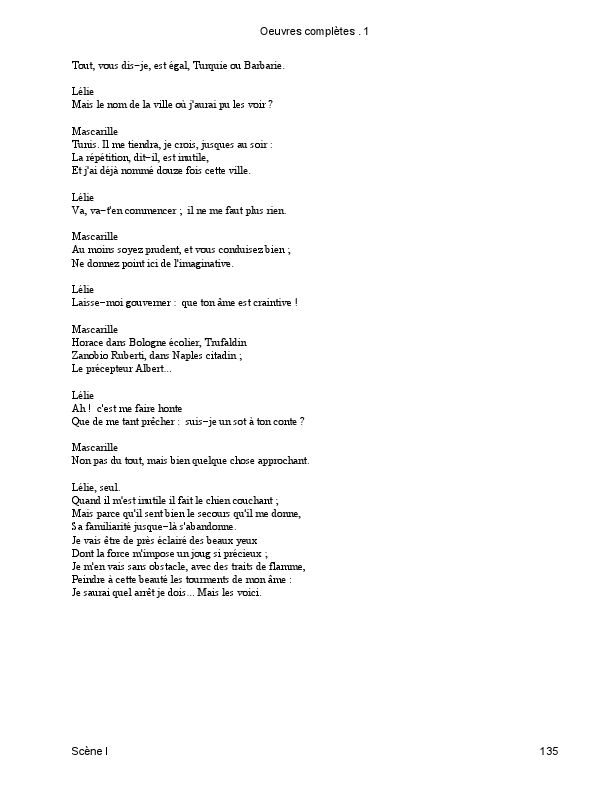 Oeuvres complètes . 1
Tout, vous dis−je, est égal, Turquie ou Barbarie.
Lélie
Mais le nom de la ville où j'aurai pu les voir ?
Mascarille
Tunis. Il me tiendra, je crois, jusques au soir :
La répétition, dit−il, est inutile,
Et j'ai déjà nommé douze fois cette ville.
Lélie
Va, va−t'en commencer ; il ne me faut plus rien.
Mascarille
Au moins soyez prudent, et vous conduisez bien ;
Ne donnez point ici de l'imaginative.
Lélie
Laisse−moi gouverner : que ton âme est craintive !
Mascarille
Horace dans Bologne écolier, Trufaldin
Zanobio Ruberti, dans Naples citadin ;
Le précepteur Albert...
Lélie
Ah ! c'est me faire honte
Que de me tant prêcher : suis−je un sot à ton conte ?
Mascarille
Non pas du tout, mais bien quelque chose approchant.
Lélie, seul.
Quand il m'est inutile il fait le chien couchant ;
Mais parce qu'il sent bien le secours qu'il me donne,
Sa familiarité jusque−là s'abandonne.
Je vais être de près éclairé des beaux yeux
Dont la force m'impose un joug si précieux ;
Je m'en vais sans obstacle, avec des traits de flamme,
Peindre à cette beauté les tourments de mon âme :
Je saurai quel arrêt je dois... Mais les voici.
Scène I
135